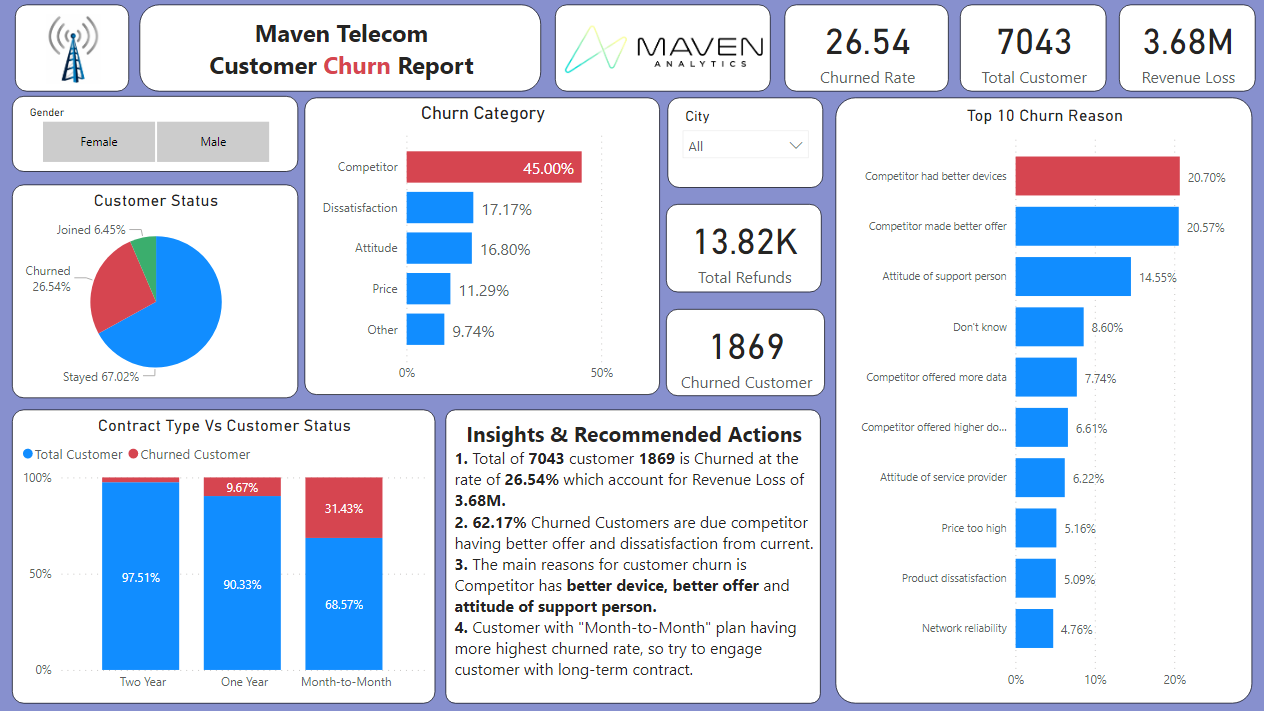 Maven Telecom
Customer Churn Report
MAVEN
ANALYTICS
26.54
Churned Rate
7043
Total Customer
3.68M
Revenue Loss
Gender
Female
Male
Customer Status
Joined 6.45%
Churned
26.54%
Stayed 67.02%
Churn Category
Competitor
45.00%
Dissatisfaction
17.17%
Attitude
16.80%
Price
11.29%
Other
9.74%
0%
50%
City
All
13.82K
Total Refunds
1869
Churned Customer
Top 10 Churn Reason
Competitor had better devices
20.70%
Competitor made better offer
20.57%
Attitude of support person
14.55%
Don't know
8.60%
Competitor offered more data
7.74%
Competitor offered higher do...
6.61%
Attitude of service provider
6.22%
Price too high
5.16%
Product dissatisfaction
5.09%
Network reliability
4.76%
0%
10%
20%
Contract Type Vs Customer Status
Total Customer
Churned Customer
100%
50%
0%
97.51%
9.67%
90.33%
31.43%
68.57%
Two Year
One Year
Month-to-Month
Insights & Recommended Actions
1. Total of 7043 customer 1869 is Churned at the
rate of 26.54% which account for Revenue Loss of
3.68M.
2. 62.17% Churned Customers are due competitor
having better offer and dissatisfaction from current.
3. The main reasons for customer churn is
Competitor has better device, better offer and
attitude of support person.
4. Customer with "Month-to-Month" plan having
more highest churned rate, so try to engage
customer with long-term contract.